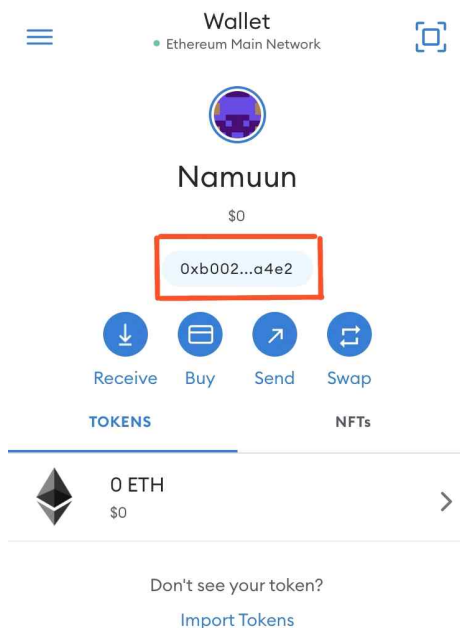 Wallet
Ethereum Main Network
Namuun
$0
0xb002...a4e2
Receive Buy Send Swap
TOKENS NFTs
0 ETH
$0
Don't see your token?
Import Tokens